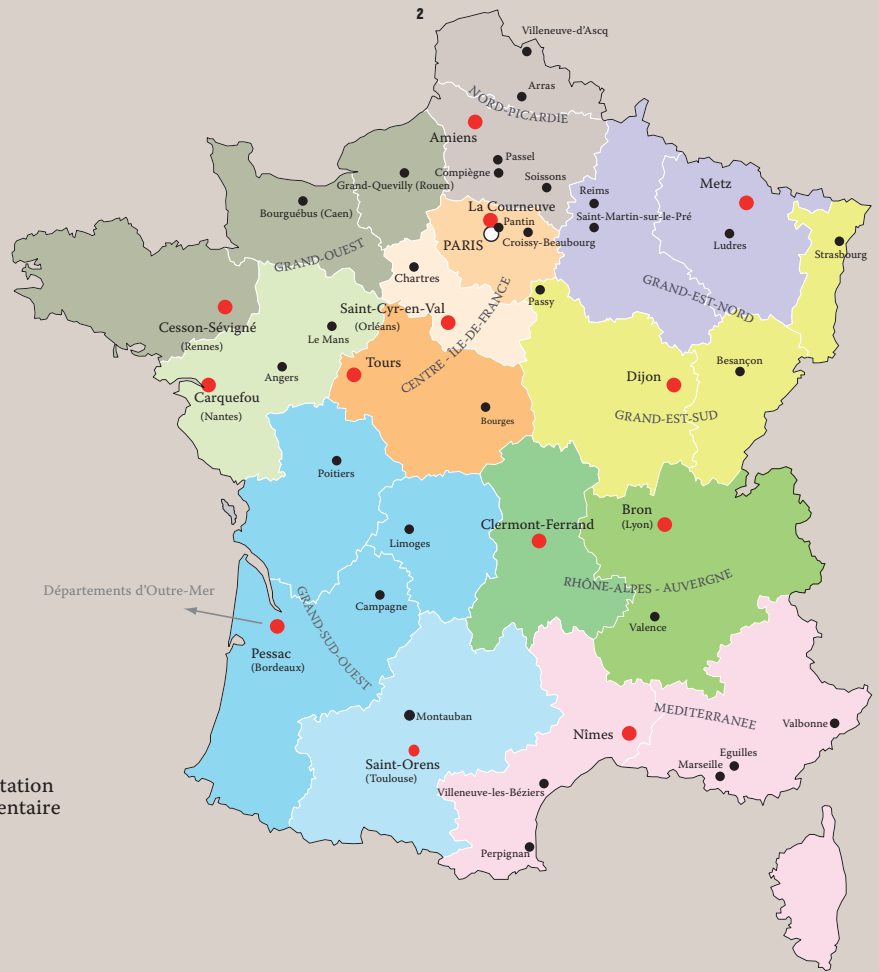 2
Villeneuve-d'Ascq
Arras
NORD-PICARDIE
Amiens
Passel
Compiègne
Soissons
Grand-Quevilly (Rouen)
Bourguébus (Caen)
GRAND-OUEST
Reims
Saint-Martin-sur-le-Pré
Metz
Ludres
Strasbourg
GRAND-EST-NORD
La Courneuve
Pantin
PARIS
Croissy-Beaubourg
Chartres
Passy
Saint-Cyr-en-Val
(Orléans)
CENTRE - ÎLE-DE-FRANCE
Cesson-Sévigné
(Rennes)
Le Mans
Angers
Carquefou
(Nantes)
Tours
Bourges
Dijon
Besançon
GRAND-EST-SUD
Poitiers
Limoges
Clermont-Ferrand
Bron
(Lyon)
RHÔNE-ALPES - AUVERGNE
Valence
Départements d'Outre-Mer
Campagne
GRAND-SUD-OUEST
Pessac
(Bordeaux)
Montauban
Saint-Orens
(Toulouse)
Nîmes
MEDITERRANEE
Valbonne
Eguilles
Marseille
Villeneuve-les-Béziers
Perpignan
tation
entaire